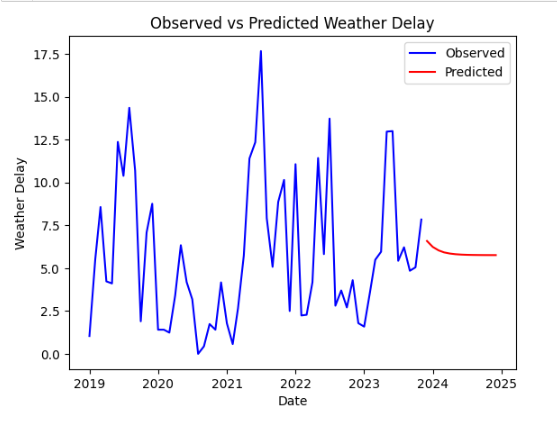 Observed vs Predicted Weather Delay
Observed
Predicted
17.5
15.0
12.5
10.0
7.5
5.0
2.5
0.0
Weather Delay
2019 2020 2021 2022 2023 2024 2025
Date